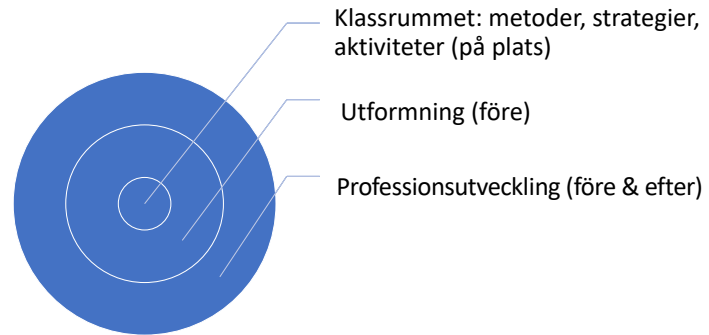 Klassrummet: metoder, strategier,
aktiviteter (på plats)
Utformning (före)
Professionsutveckling (före & efter)